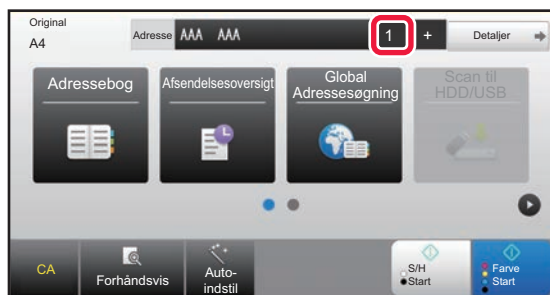 Original
A4
Adresse AAA AAA 1 + Detaljer
Adressebog
Afsendelsesoversigt
Global
Adressesøgning
Scan til
HDD/USB
CA
Forhåndsvis
Auto-
indstil
S/H
Start
Farve
Start